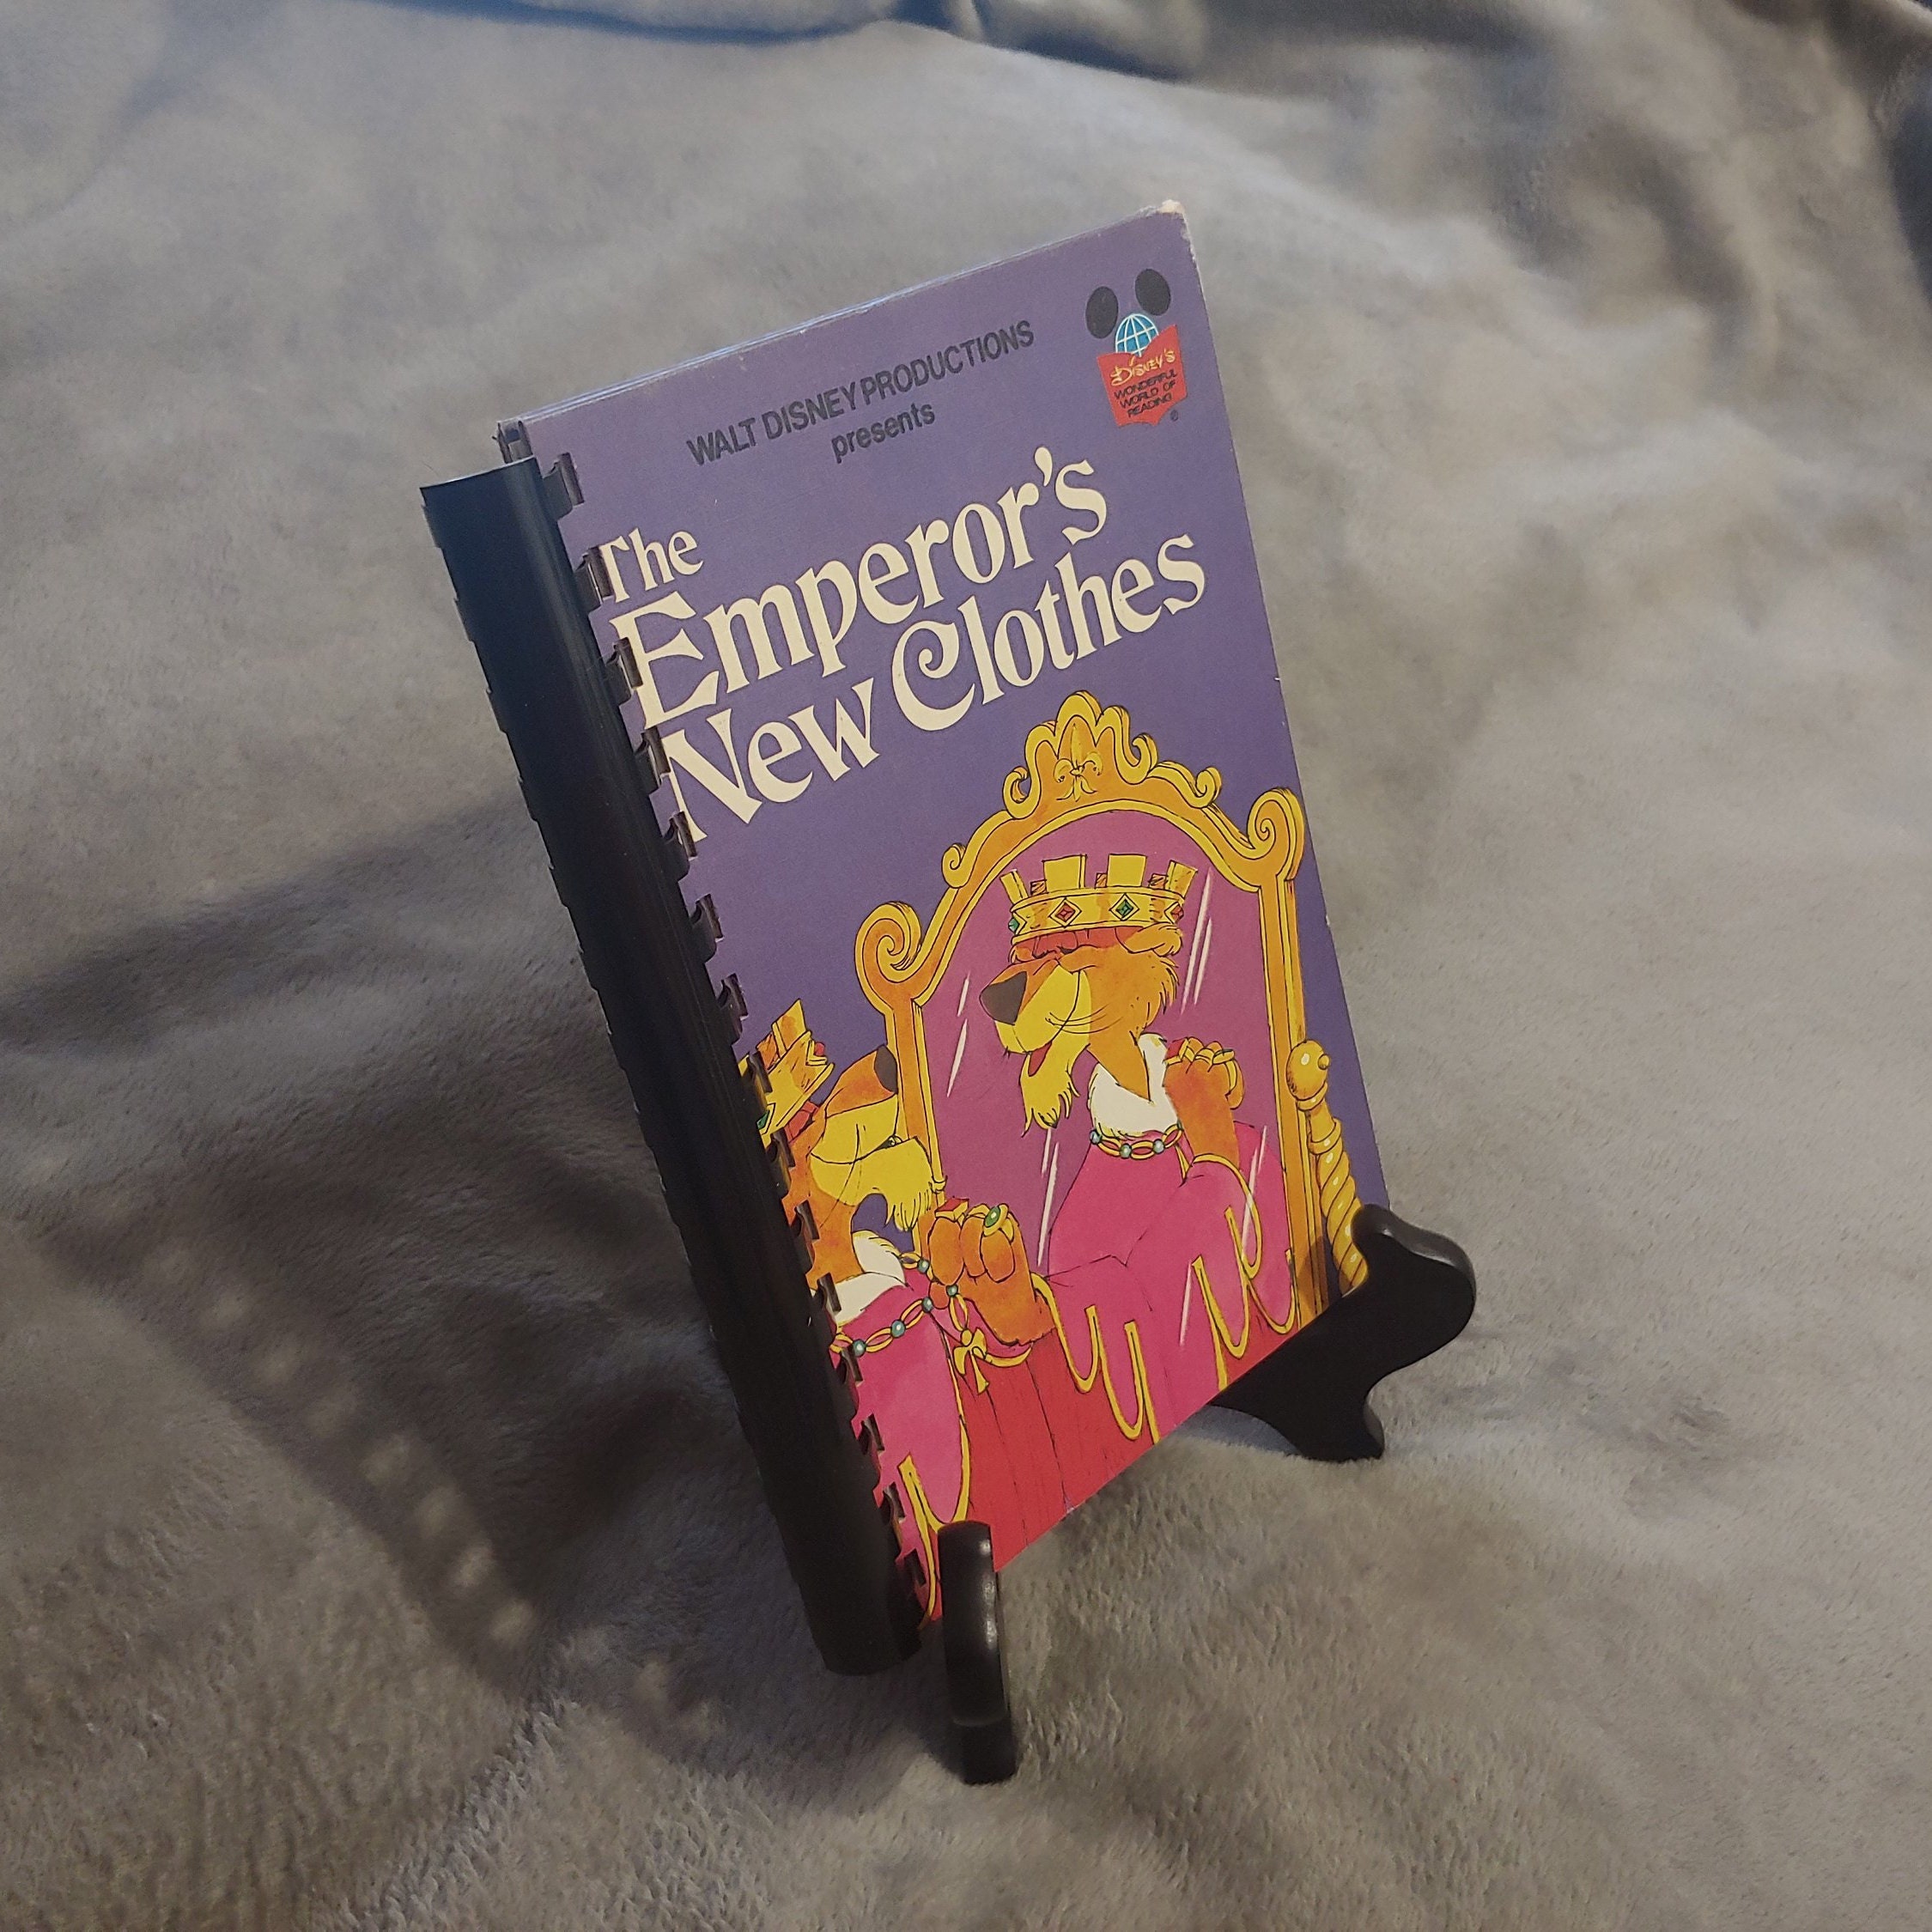 WALT DISNEY PRODUCTIONS
presents
DISNEY'S
WONDERFUL
WORLD OF
READING
®
The
Emperor's
New Clothes